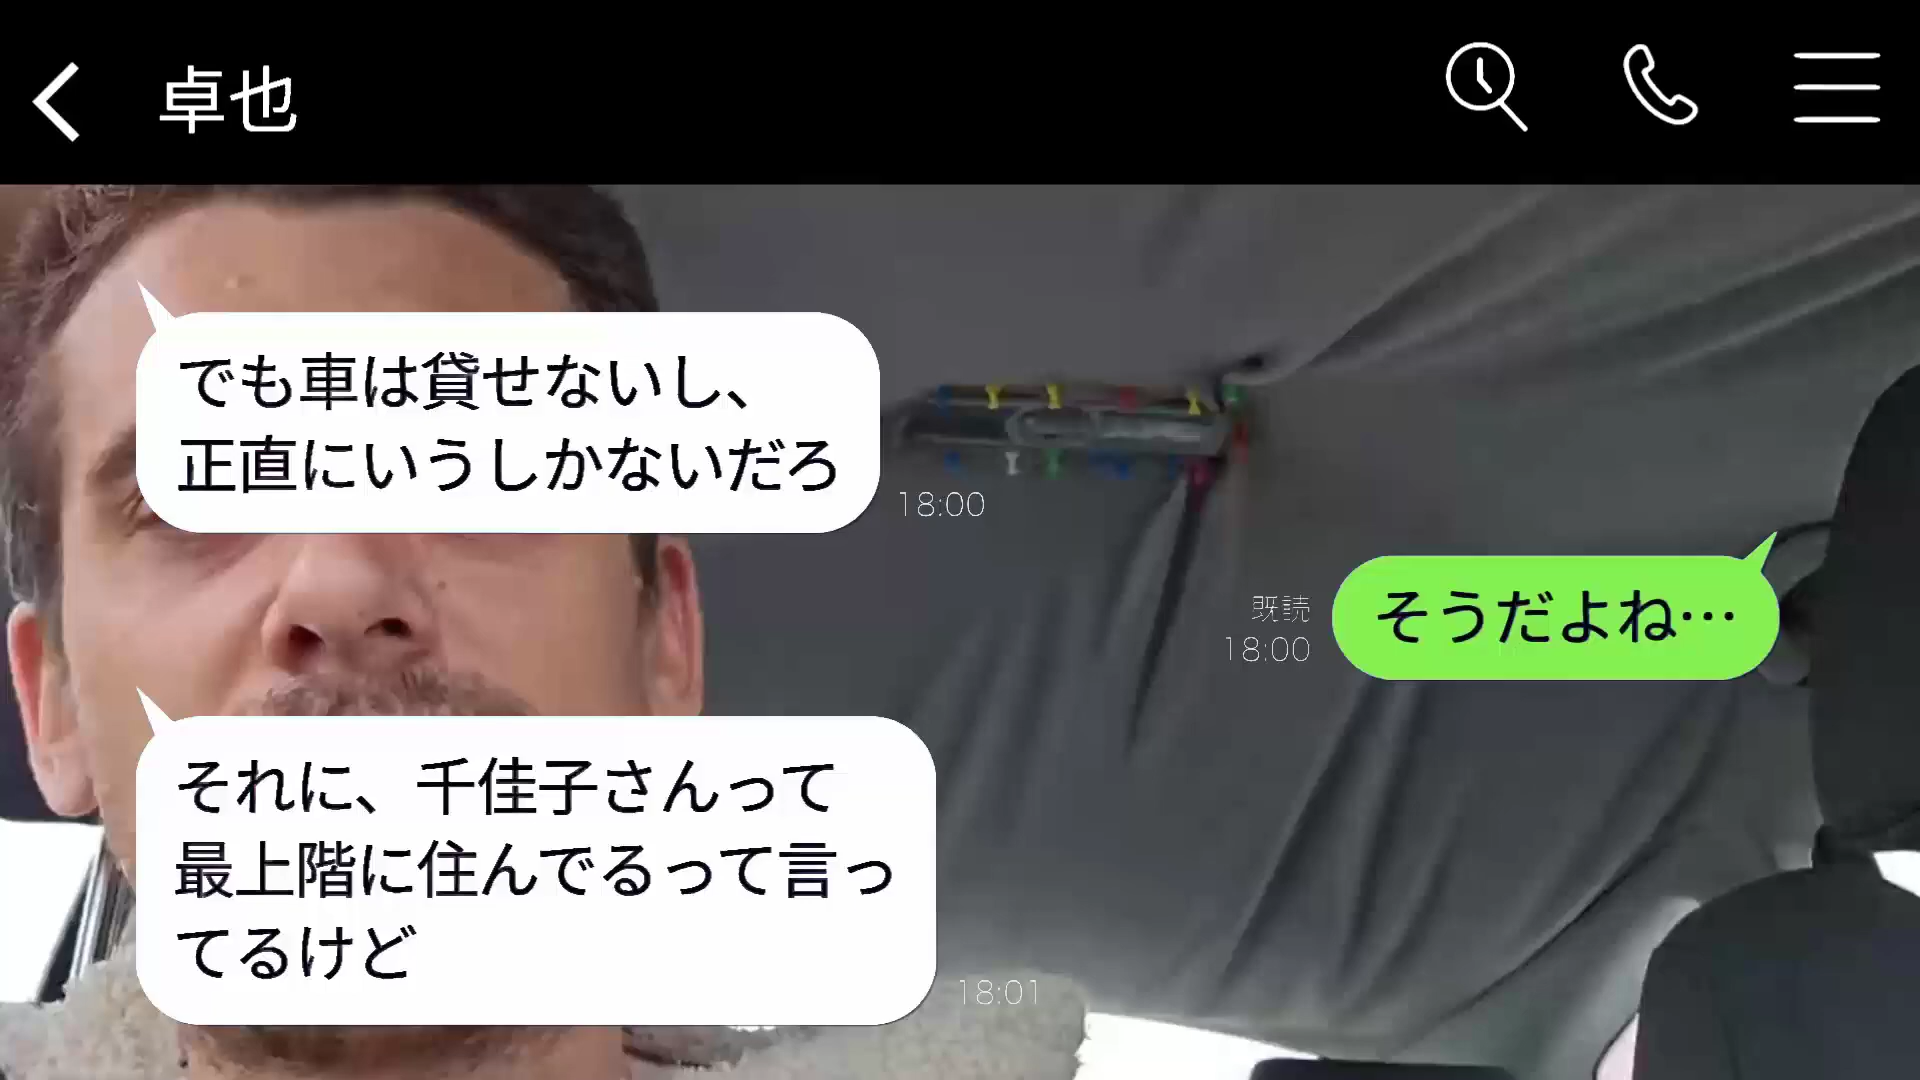 卓也
でも車は貸せないし、
正直にいうしかないだろ
18:00
そうだよね…
既読
18:00
それに、千佳子さんって
最上階に住んでるって言っ
てるけど
18:01